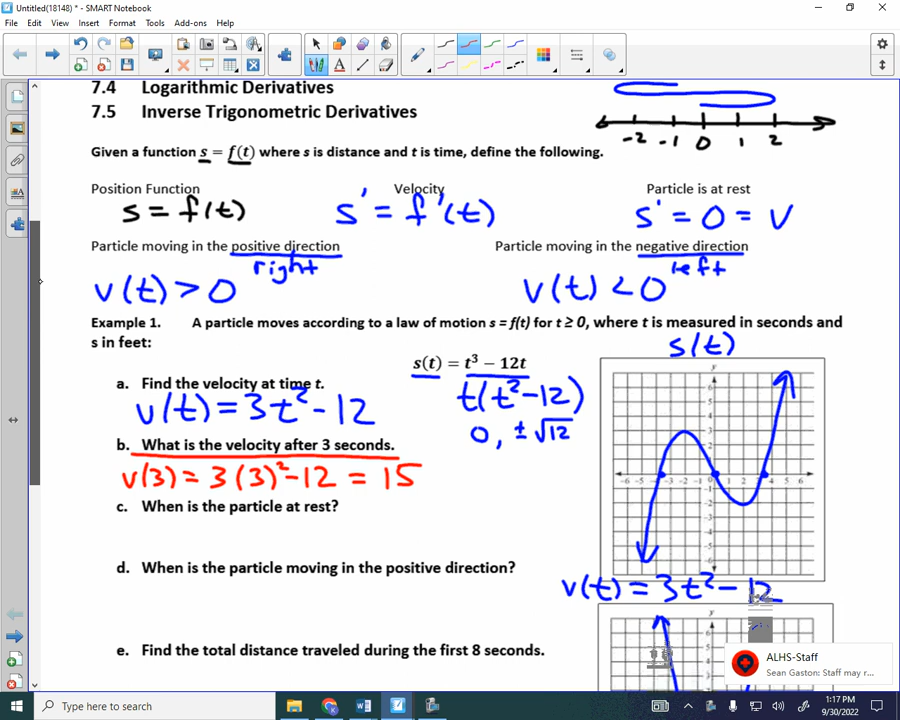 Untitled(18148) * - SMART Notebook
File Edit View Insert Format Tools Add-ons Help
7.4 Logarithmic Derivatives
7.5 Inverse Trigonometric Derivatives
-2 -1 0 1 2
Given a function s = f(t) where s is distance and t is time, define the following.
Position Function Velocity Particle is at rest
s = f(t) s' = f'(t) s' = 0 = v
Particle moving in the positive direction Particle moving in the negative direction
right left
v(t) > 0 v(t) < 0
Example 1. A particle moves according to a law of motion s = f(t) for t ≥ 0, where t is measured in seconds and
s in feet:
s(t)
s(t) = t³ – 12t
a. Find the velocity at time t.
v(t) = 3t² - 12
t(t² - 12)
0, ± √12
b. What is the velocity after 3 seconds.
v(3) = 3(3)² - 12 = 15
c. When is the particle at rest?
d. When is the particle moving in the positive direction?
v(t) = 3t² - 12
e. Find the total distance traveled during the first 8 seconds.
ALHS-Staff
Sean Gaston: Staff may r...
Type here to search
1:17 PM
9/30/2022